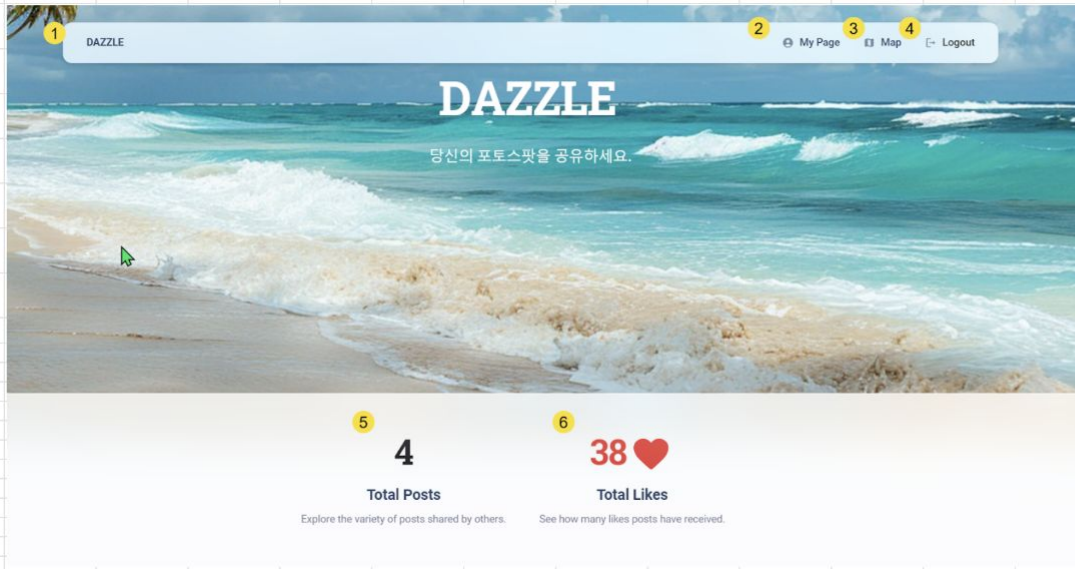 1
DAZZLE
2
My Page
3
Map
4
Logout
DAZZLE
당신의 포토스팟을 공유하세요.
5
4
Total Posts
Explore the variety of posts shared by others.
6
38
Total Likes
See how many likes posts have received.